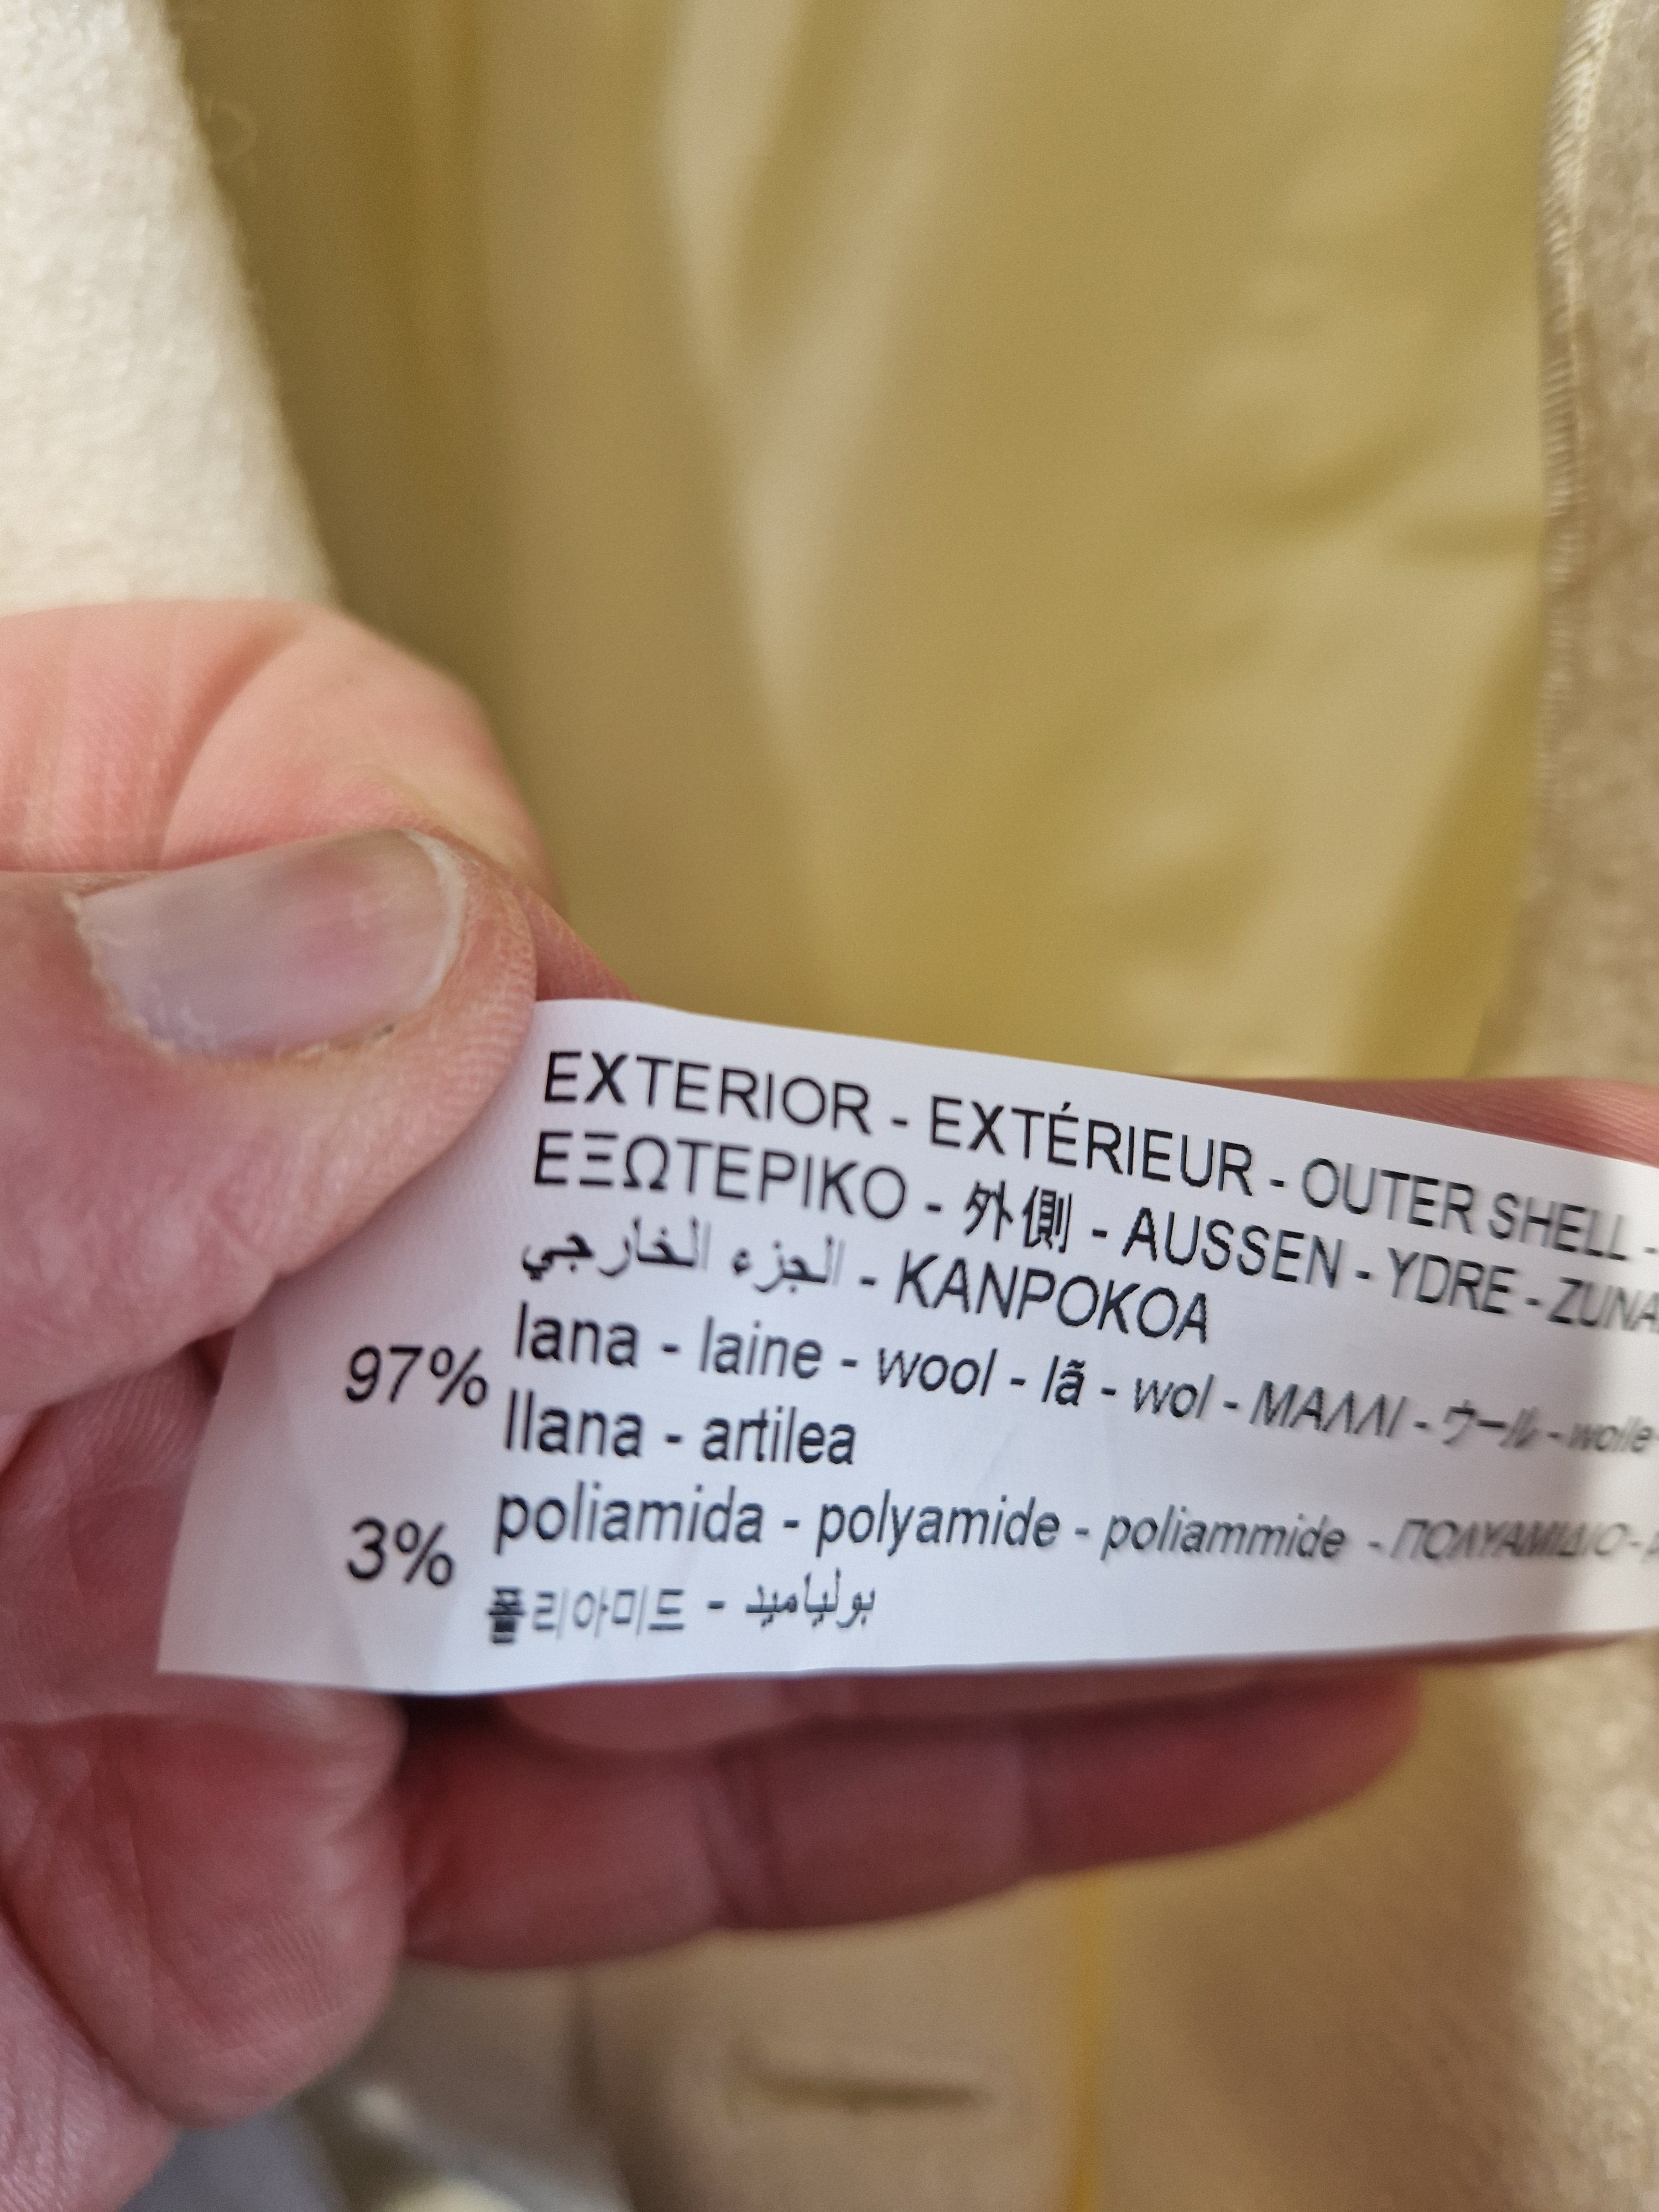 EXTERIOR - EXTÉRIEUR - OUTER SHELL -
ΕΞΩΤΕΡΙΚΟ - 外側 - AUSSEN - YDRE - ZUNA
الجزء الخارجي - KANPOKOA
97% lana - laine - wool - lã - wol - ΜΑΛΛΙ - ウール - wolle -
llana - artilea
3% poliamida - polyamide - poliammide - ΠΟΛΥΑΜΙΔΙΟ -
폴리아미드 - بولياميد